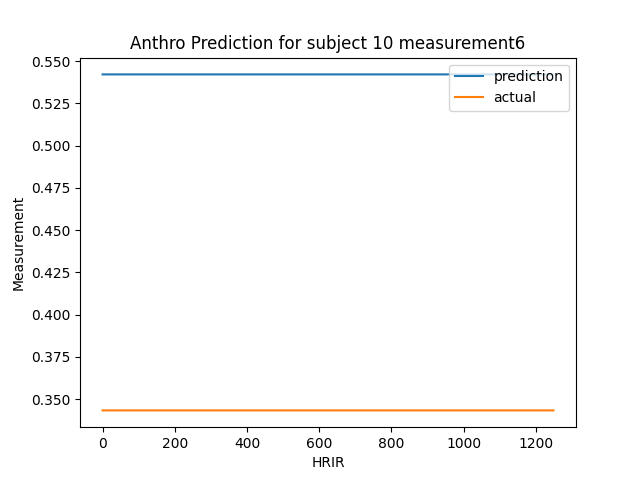 Anthro Prediction for subject 10 measurement6
0.550
0.525
0.500
0.475
0.450
0.425
0.400
0.375
0.350
Measurement
prediction
actual
0 200 400 600 800 1000 1200
HRIR